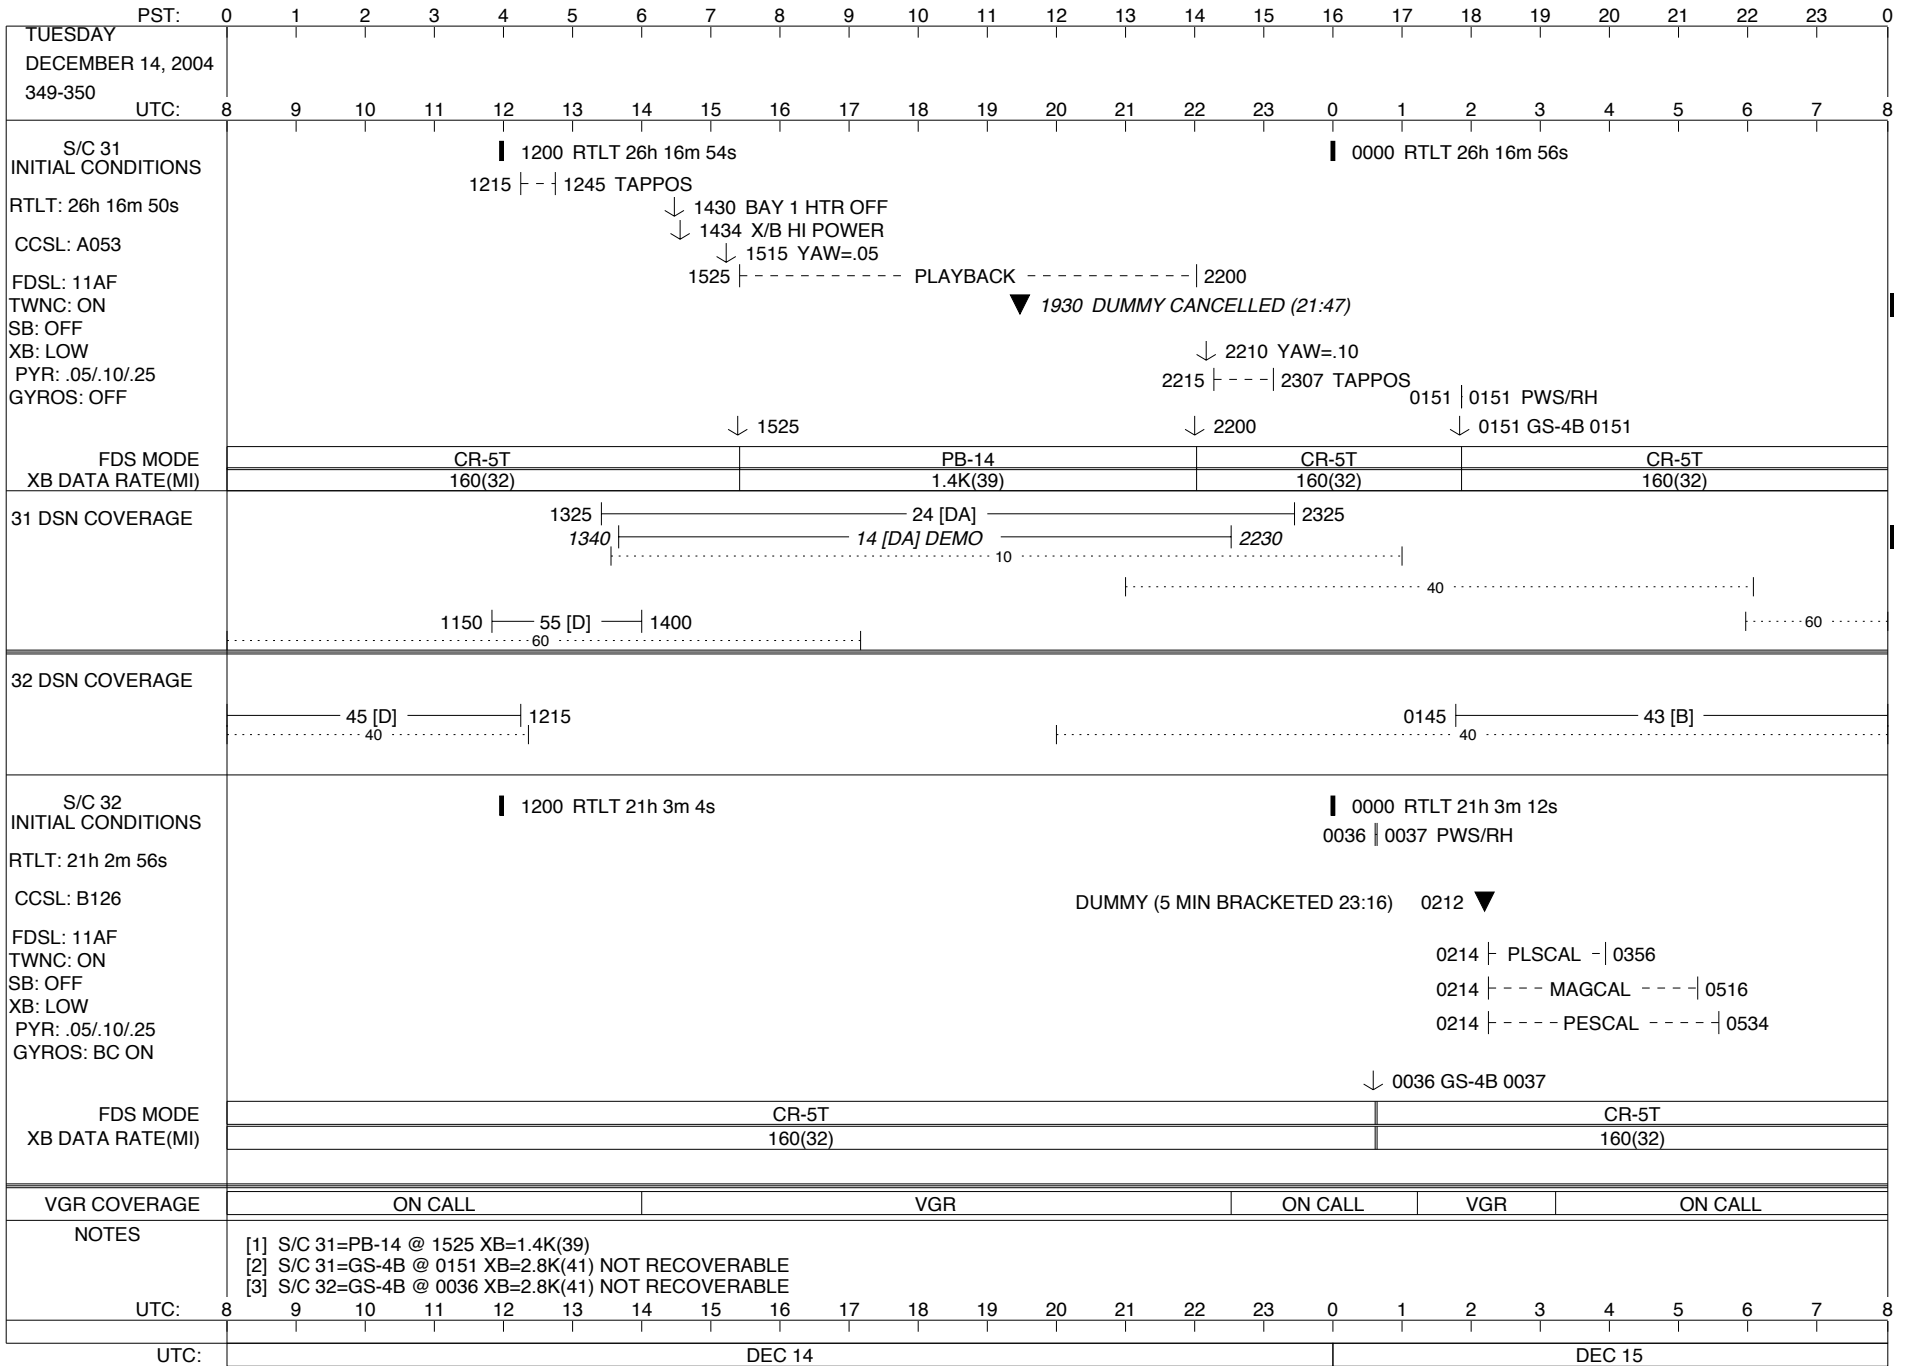 PST: 0 1 2 3 4 5 6 7 8 9 10 11 12 13 14 15 16 17 18 19 20 21 22 23 0
TUESDAY
DECEMBER 14, 2004
349-350
UTC: 8 9 10 11 12 13 14 15 16 17 18 19 20 21 22 23 0 1 2 3 4 5 6 7 8
S/C 31
INITIAL CONDITIONS
1200 RTLT 26h 16m 54s
0000 RTLT 26h 16m 56s
1215 1245 TAPPOS
RTLT: 26h 16m 50s
1430 BAY 1 HTR OFF
1434 X/B HI POWER
CCSL: A053
1515 YAW=.05
1525 PLAYBACK 2200
FDSL: 11AF
TWNC: ON
1930 DUMMY CANCELLED (21:47)
SB: OFF
XB: LOW
2210 YAW=.10
PYR: .05/.10/.25
2215 2307 TAPPOS
GYROS: OFF
0151 0151 PWS/RH
1525 2200 0151 GS-4B 0151
FDS MODE CR-5T PB-14 CR-5T CR-5T
XB DATA RATE(MI) 160(32) 1.4K(39) 160(32) 160(32)
31 DSN COVERAGE
1325 24 [DA] 2325
1340 14 [DA] DEMO 2230
10
40
1150 55 [D] 1400
60
60
32 DSN COVERAGE
45 [D] 1215
0145 43 [B]
40
40
S/C 32
INITIAL CONDITIONS
1200 RTLT 21h 3m 4s
0000 RTLT 21h 3m 12s
0036 0037 PWS/RH
RTLT: 21h 2m 56s
CCSL: B126
DUMMY (5 MIN BRACKETED 23:16) 0212
FDSL: 11AF
TWNC: ON
0214 PLSCAL 0356
SB: OFF
0214 MAGCAL 0516
XB: LOW
PYR: .05/.10/.25
0214 PESCAL 0534
GYROS: BC ON
0036 GS-4B 0037
FDS MODE CR-5T CR-5T
XB DATA RATE(MI) 160(32) 160(32)
VGR COVERAGE ON CALL VGR ON CALL VGR ON CALL
NOTES
[1] S/C 31=PB-14 @ 1525 XB=1.4K(39)
[2] S/C 31=GS-4B @ 0151 XB=2.8K(41) NOT RECOVERABLE
[3] S/C 32=GS-4B @ 0036 XB=2.8K(41) NOT RECOVERABLE
UTC: 8 9 10 11 12 13 14 15 16 17 18 19 20 21 22 23 0 1 2 3 4 5 6 7 8
UTC: DEC 14 DEC 15